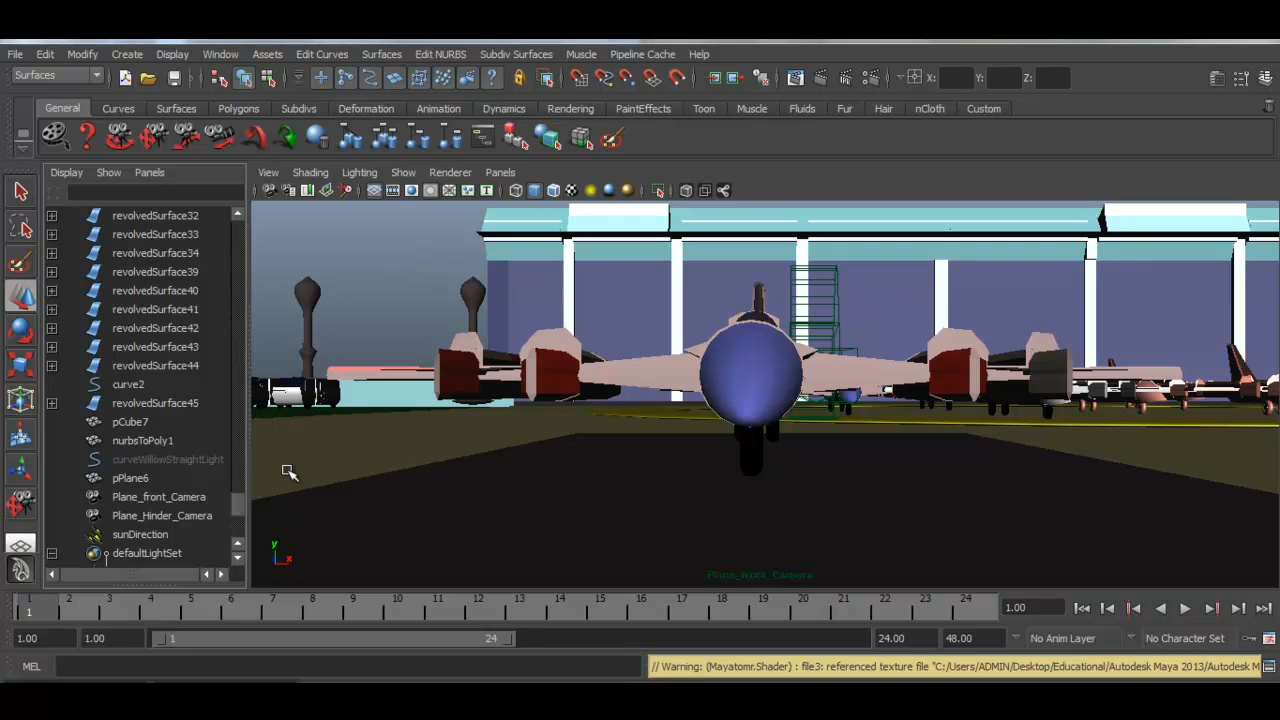 File Edit Modify Create Display Window Assets Edit Curves Surfaces Edit NURBS Subdiv Surfaces Muscle Pipeline Cache Help
Surfaces X: Y: Z:
General Curves Surfaces Polygons Subdivs Deformation Animation Dynamics Rendering PaintEffects Toon Muscle Fluids Fur Hair nCloth Custom
Display Show Panels View Shading Lighting Show Renderer Panels
revolvedSurface32
revolvedSurface33
revolvedSurface34
revolvedSurface39
revolvedSurface40
revolvedSurface41
revolvedSurface42
revolvedSurface43
revolvedSurface44
curve2
revolvedSurface45
pCube7
nurbsToPoly1
curveWillowStraightLight
pPlane6
Plane_front_Camera
Plane_Hinder_Camera
sunDirection
defaultLightSet
y
x
Plane_front_Camera
1 2 3 4 5 6 7 8 9 10 11 12 13 14 15 16 17 18 19 20 21 22 23 24
1 1.00
1.00 1.00 1 24 24.00 48.00 No Anim Layer No Character Set
MEL // Warning: (Mayatomr.Shader) : file3: referenced texture file "C:/Users/ADMIN/Desktop/Educational/Autodesk Maya 2013/Autodesk M